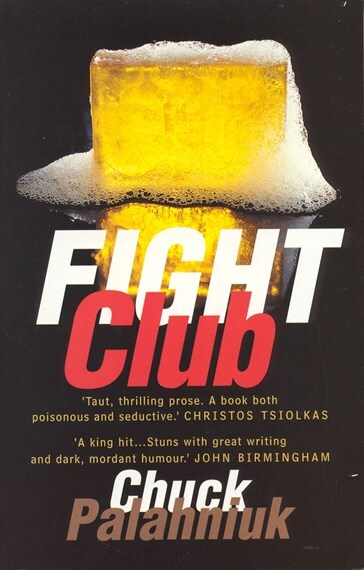 FIGHT
Club
'Taut, thrilling prose. A book both
poisonous and seductive.' CHRISTOS TSIOLKAS
'A king hit...Stuns with great writing
and dark, mordant humour.' JOHN BIRMINGHAM
Chuck
Palahniuk